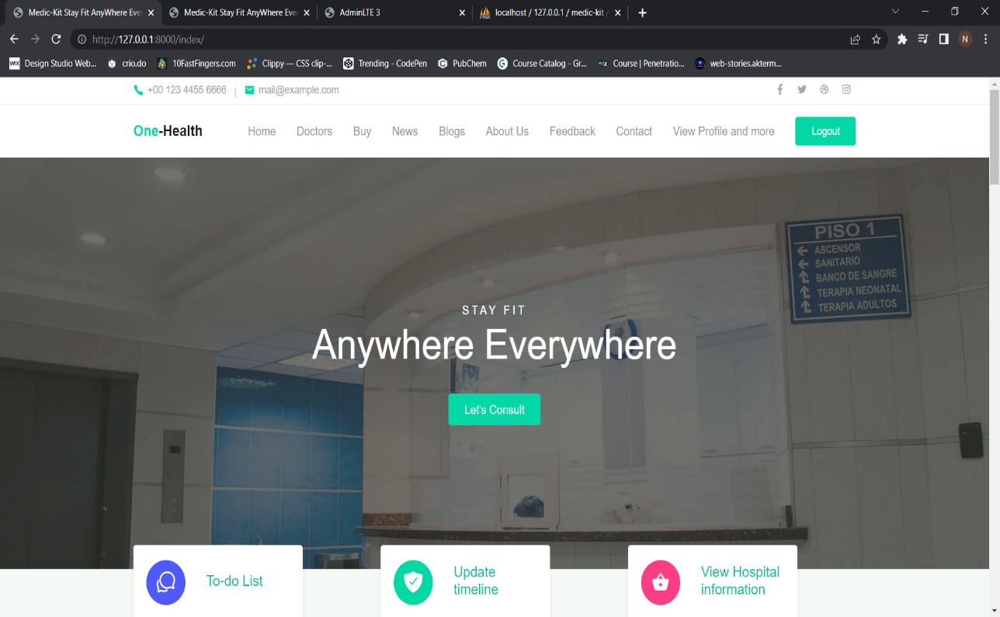 Medic-Kit Stay Fit AnyWhere Eve
Medic-Kit Stay Fit AnyWhere Eve
AdminLTE 3
localhost / 127.0.0.1 / medic-kit /
http://127.0.0.1:8000/index/
N
WIX Design Studio Web...
crio.do
10FastFingers.com
Clippy — CSS clip-...
Trending - CodePen
PubChem
Course Catalog - Gr...
edX Course | Penetratio...
web-stories.akterm...
+00 123 4455 6666 | mail@example.com
One-Health
Home
Doctors
Buy
News
Blogs
About Us
Feedback
Contact
View Profile and more
Logout
PISO 1
ASCENSOR
SANITARIO
BANCO DE SANGRE
TERAPIA NEONATAL
TERAPIA ADULTOS
STAY FIT
Anywhere Everywhere
Let's Consult
To-do List
Update
timeline
View Hospital
information